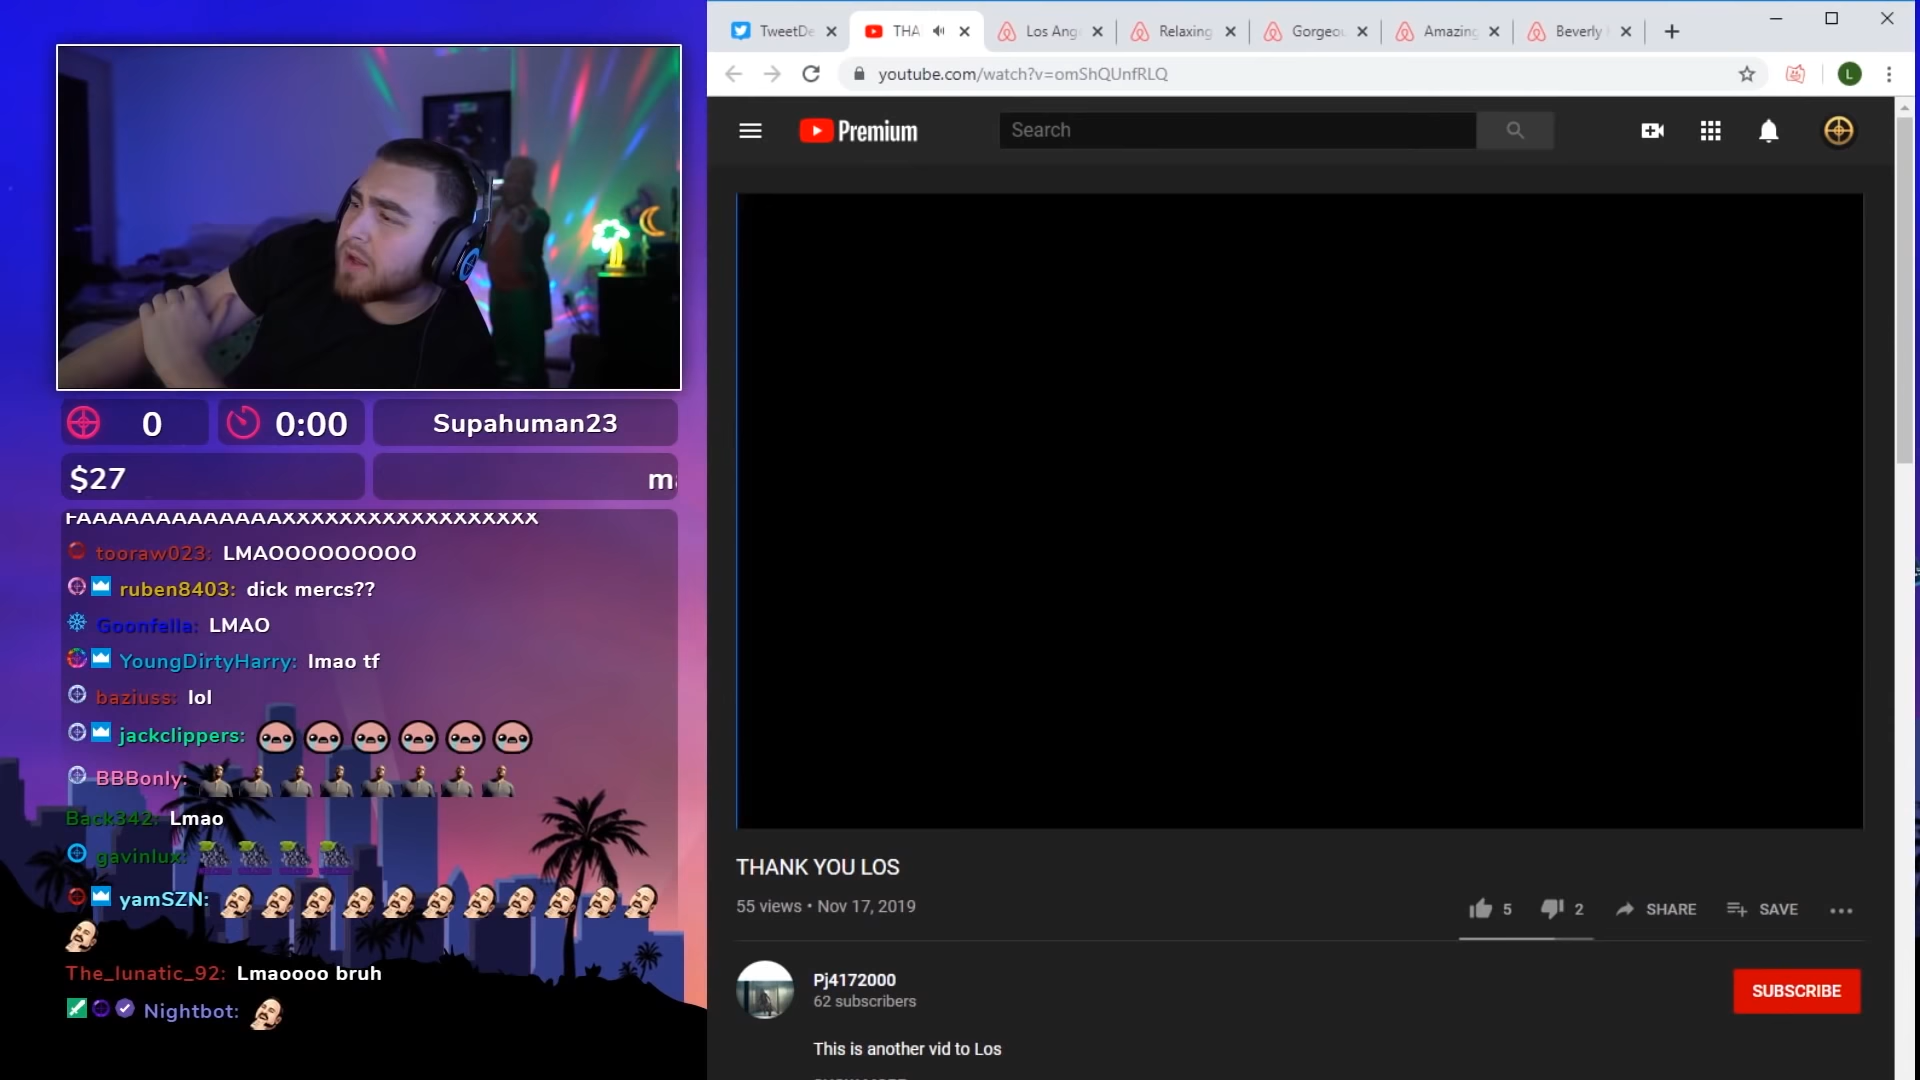 TweetDe
THA
Los Ang
Relaxing
Gorgeou
Amazing
Beverly
youtube.com/watch?v=omShQUnfRLQ
L
Premium
Search
0
0:00
Supahuman23
$27
ma
FAAAAAAAAAAAAAAXXXXXXXXXXXXXXXXXX
tooraw023: LMAOOOOOOOOO
ruben8403: dick mercs??
Goonfella: LMAO
YoungDirtyHarry: lmao tf
baziuss: lol
jackclippers:
BBBonly:
Back342: Lmao
gavinlux:
yamSZN:
The_lunatic_92: Lmaoooo bruh
Nightbot:
THANK YOU LOS
55 views • Nov 17, 2019
5
2
SHARE
SAVE
Pj4172000
62 subscribers
SUBSCRIBE
This is another vid to Los